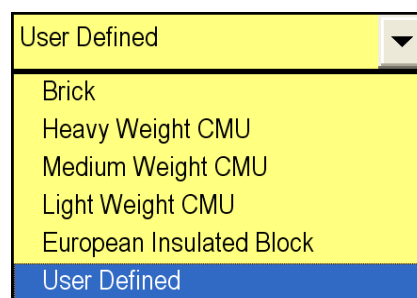 User Defined
Brick
Heavy Weight CMU
Medium Weight CMU
Light Weight CMU
European Insulated Block
User Defined